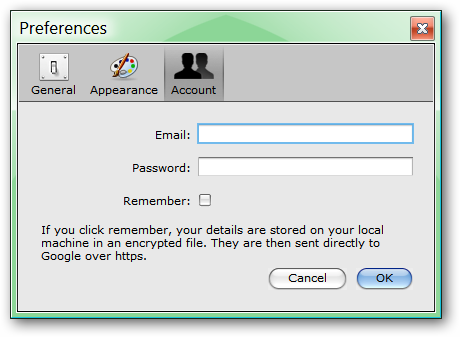 Preferences
General Appearance Account
Email:
Password:
Remember:
If you click remember, your details are stored on your local
machine in an encrypted file. They are then sent directly to
Google over https.
Cancel OK